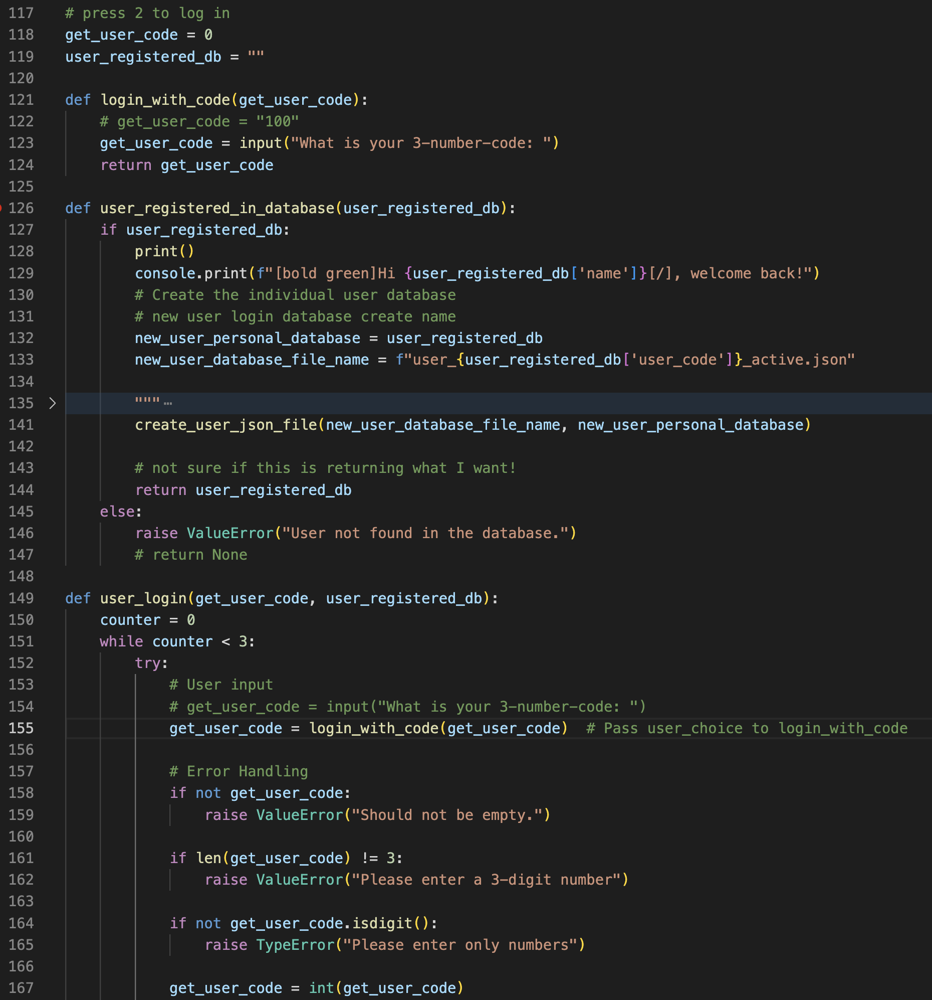 117 # press 2 to log in
118 get_user_code = 0
119 user_registered_db = ""
120
121 def login_with_code(get_user_code):
122     # get_user_code = "100"
123     get_user_code = input("What is your 3-number-code: ")
124     return get_user_code
125
126 def user_registered_in_database(user_registered_db):
127     if user_registered_db:
128         print()
129         console.print(f"[bold green]Hi {user_registered_db['name']}[/], welcome back!")
130         # Create the individual user database
131         # new user login database create name
132         new_user_personal_database = user_registered_db
133         new_user_database_file_name = f"user_{user_registered_db['user_code']}_active.json"
134
135 >       """…
141         create_user_json_file(new_user_database_file_name, new_user_personal_database)
142
143         # not sure if this is returning what I want!
144         return user_registered_db
145     else:
146         raise ValueError("User not found in the database.")
147         # return None
148
149 def user_login(get_user_code, user_registered_db):
150     counter = 0
151     while counter < 3:
152         try:
153             # User input
154             # get_user_code = input("What is your 3-number-code: ")
155             get_user_code = login_with_code(get_user_code)  # Pass user_choice to login_with_code
156
157             # Error Handling
158             if not get_user_code:
159                 raise ValueError("Should not be empty.")
160
161             if len(get_user_code) != 3:
162                 raise ValueError("Please enter a 3-digit number")
163
164             if not get_user_code.isdigit():
165                 raise TypeError("Please enter only numbers")
166
167             get_user_code = int(get_user_code)